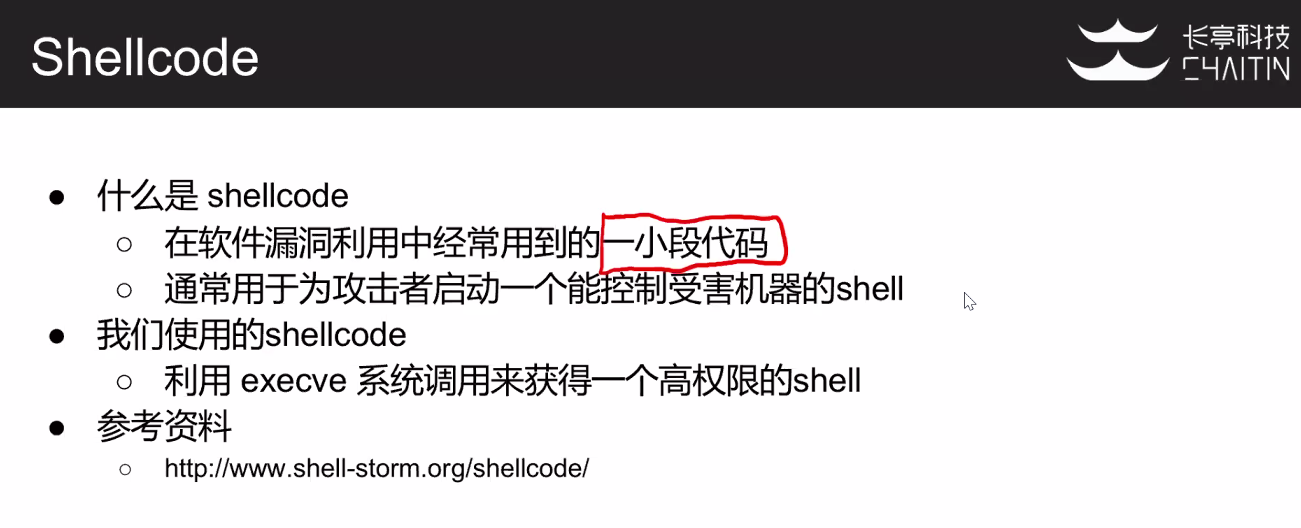 Shellcode
长亭科技
CHAITIN
● 什么是 shellcode
○ 在软件漏洞利用中经常用到的一小段代码
○ 通常用于为攻击者启动一个能控制受害机器的shell
● 我们使用的shellcode
○ 利用 execve 系统调用来获得一个高权限的shell
● 参考资料
○ http://www.shell-storm.org/shellcode/